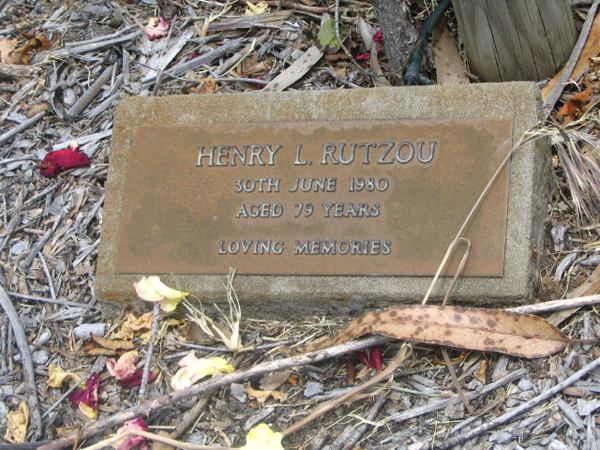 HENRY L. RUTZOU
30TH JUNE 1980
AGED 79 YEARS
LOVING MEMORIES